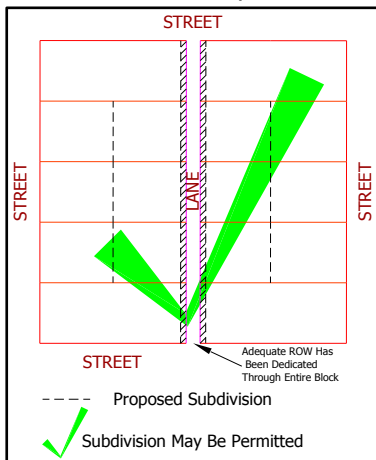 STREET
STREET
LANE
STREET
STREET
Adequate ROW Has
Been Dedicated
Through Entire Block
Proposed Subdivision
Subdivision May Be Permitted